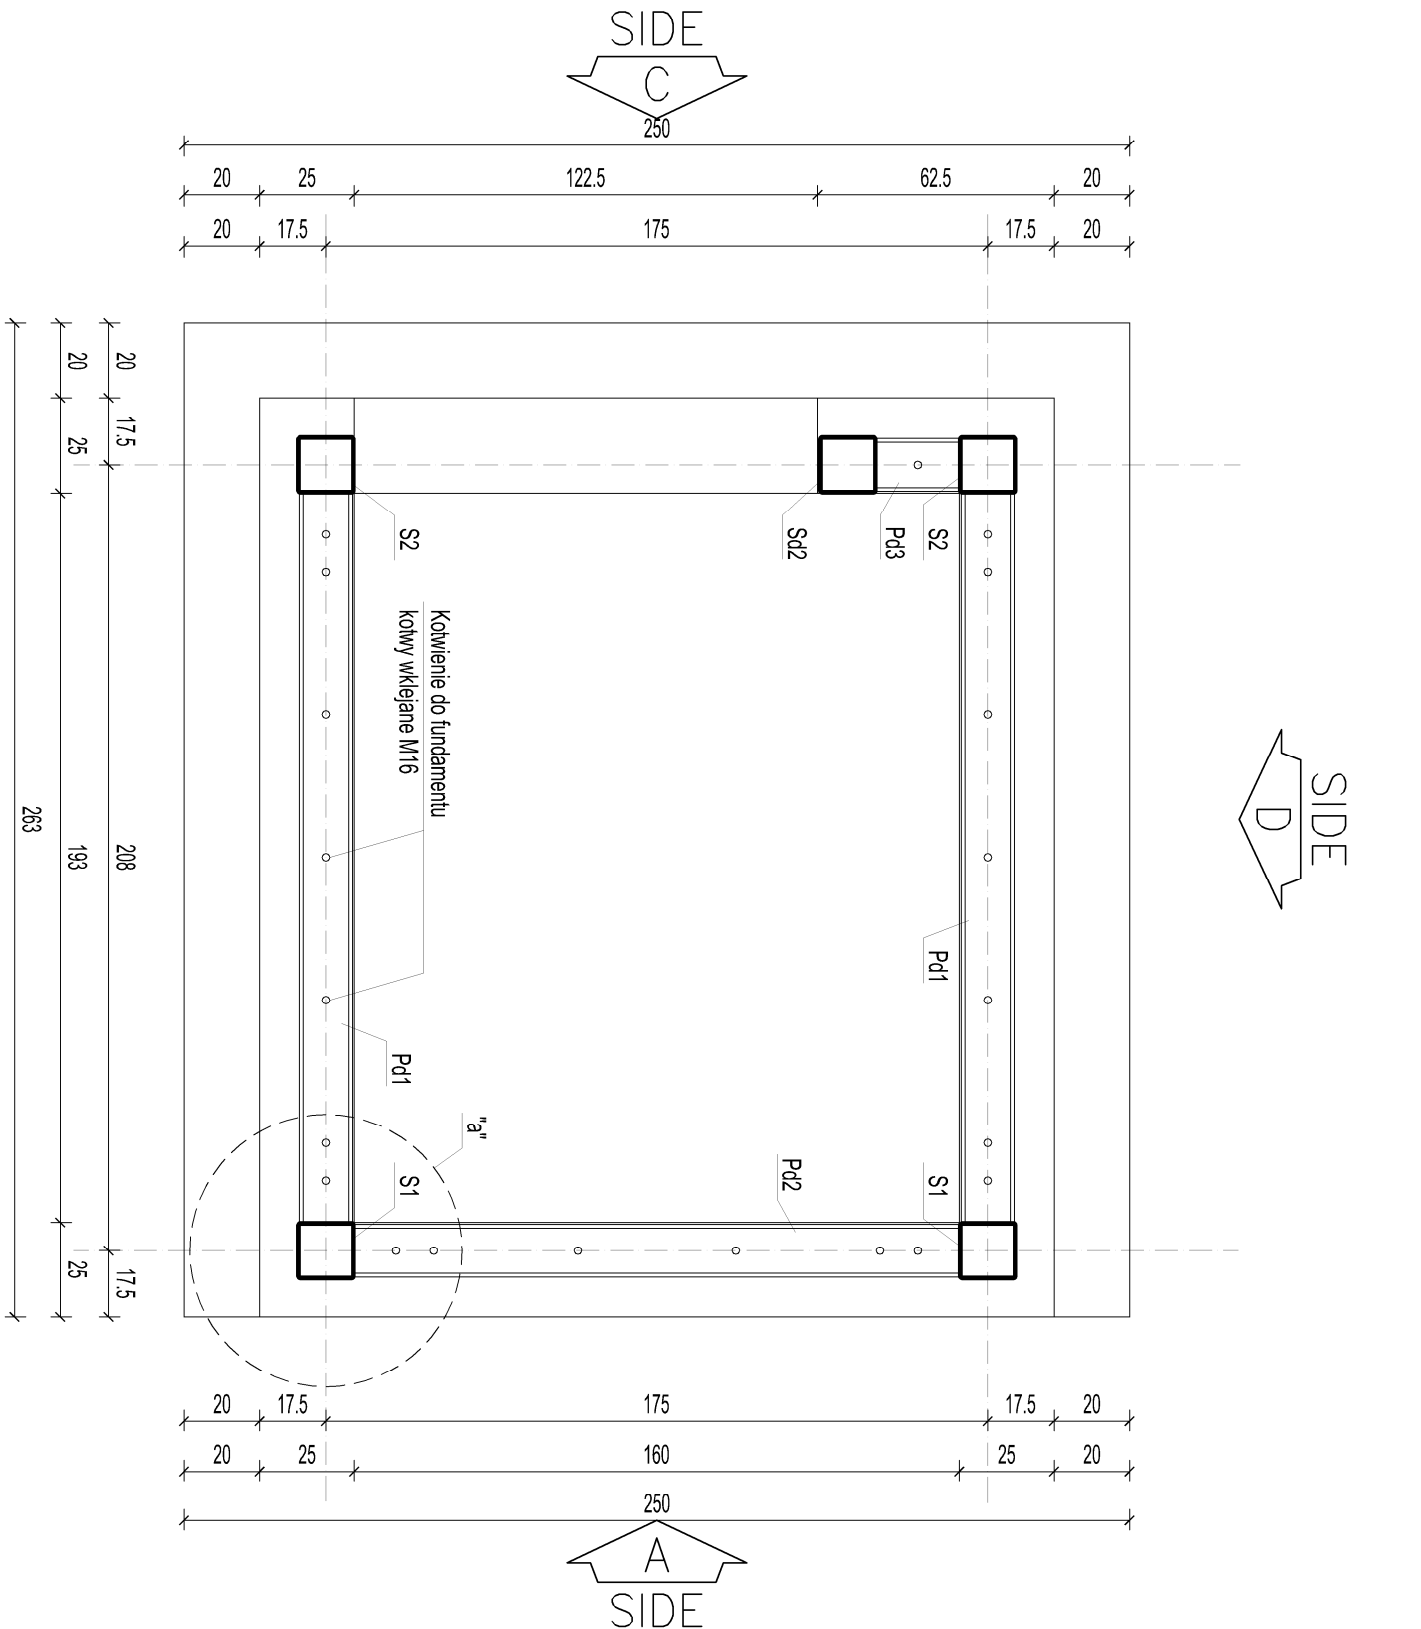 SIDE
C
250
20 25 122.5 62.5 20
20 17.5 175 17.5 20
20 20
25 17.5
S2 Sd2 Pd3 S2
Kotwienie do fundamentu
kotwy wklejane M16
SIDE
D
263 193 208
Pd1
Pd1
"a"
S1 Pd2 S1
25 17.5
20 17.5 175 17.5 20
20 25 160 25 20
250
A
SIDE